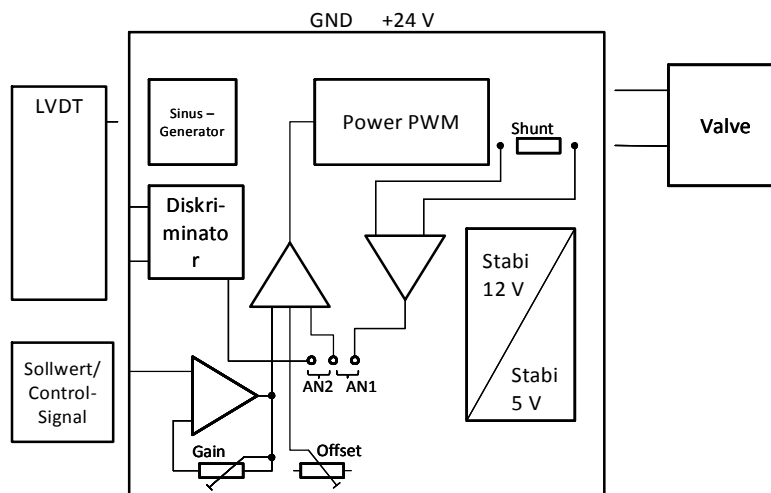 GND +24 V
LVDT
Sinus –
Generator
Power PWM
Shunt
Valve
Diskri-
minato
r
Stabi
12 V
Stabi
5 V
Sollwert/
Control-
Signal
AN2 AN1
Gain
Offset